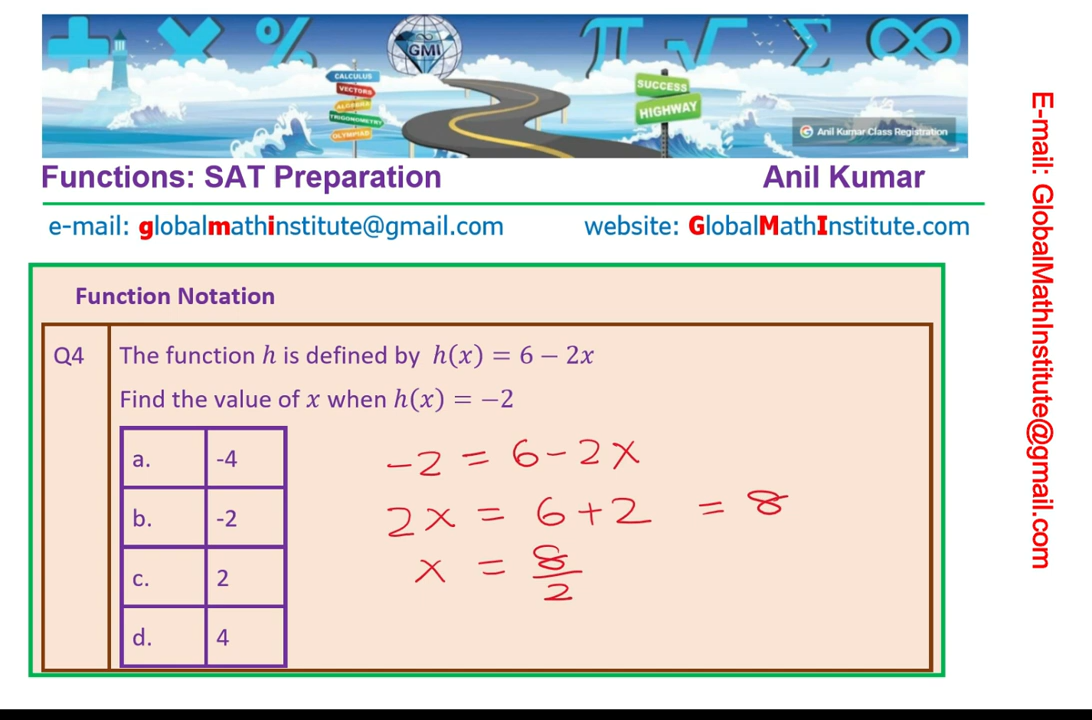 GMI
CALCULUS
VECTORS
ALGEBRA
TRIGONOMETRY
OLYMPIAD
SUCCESS
HIGHWAY
Anil Kumar Class Registration
Functions: SAT Preparation Anil Kumar
e-mail: globalmathinstitute@gmail.com website: GlobalMathInstitute.com
Function Notation
Q4 The function h is defined by h(x) = 6 − 2x
Find the value of x when h(x) = −2
a. -4
b. -2
c. 2
d. 4
-2 = 6-2x
2x = 6+2 = 8
x = 8/2
E-mail: GlobalMathInstitute@gmail.com